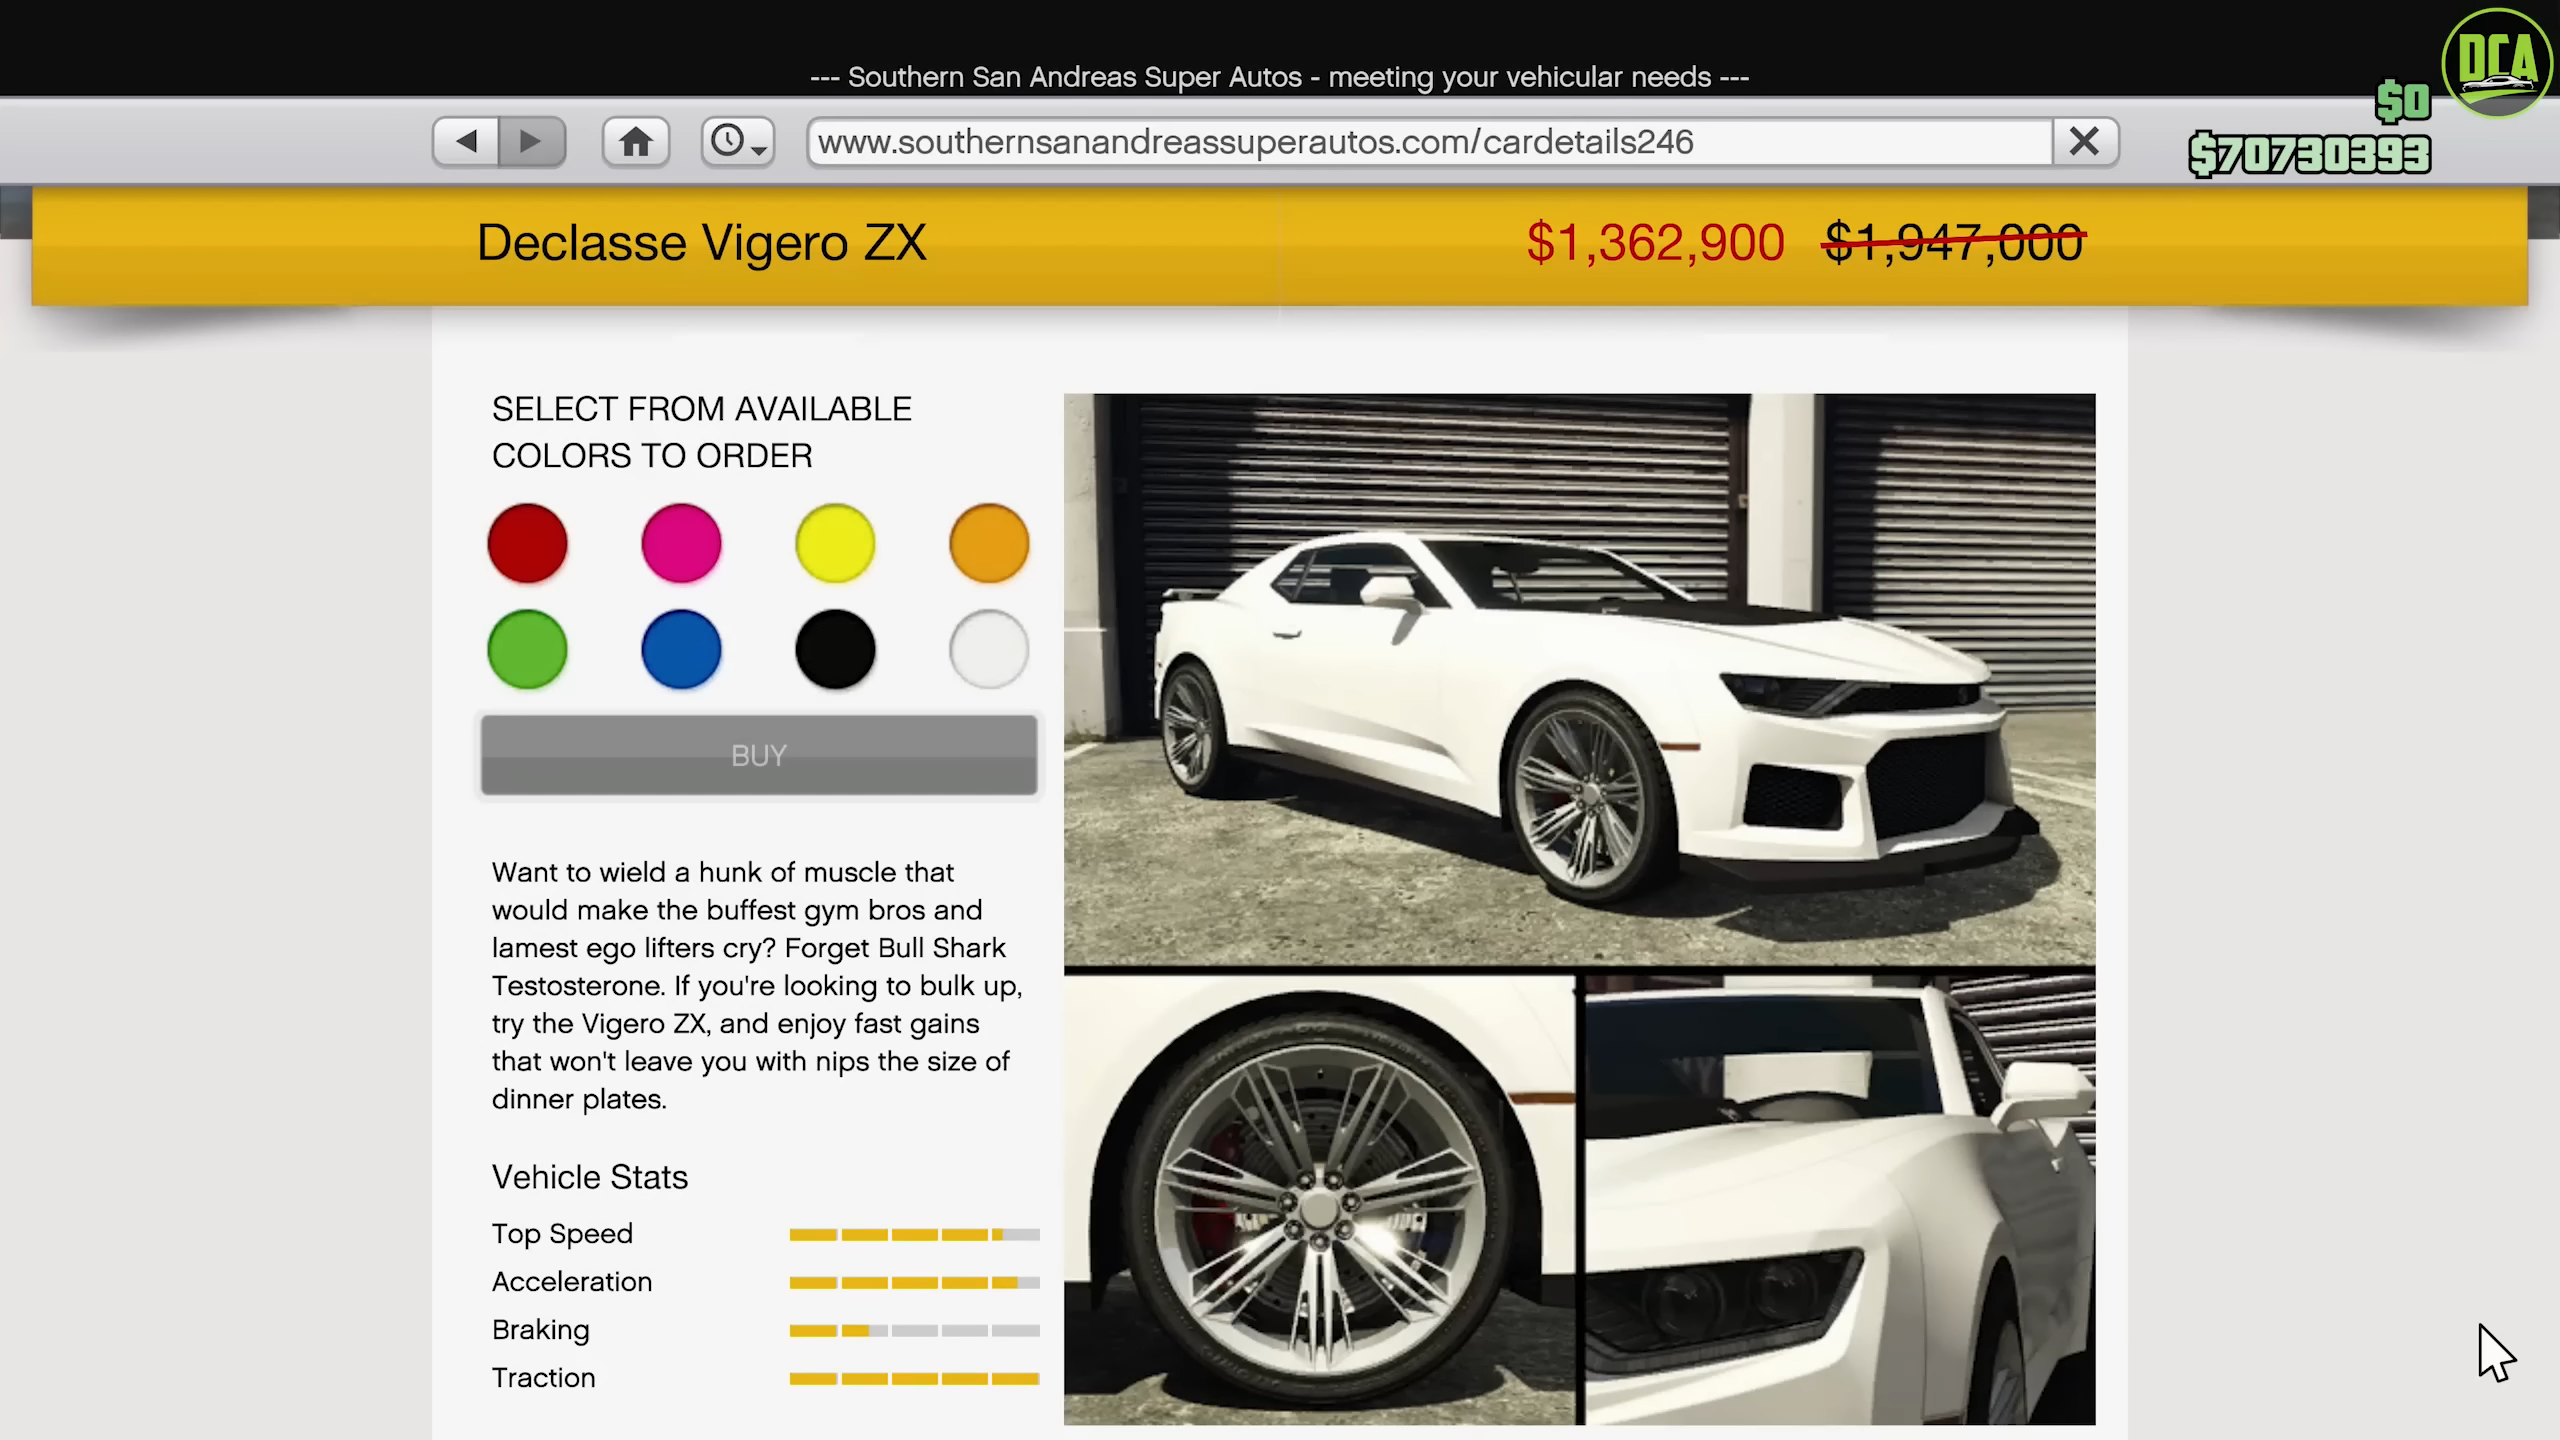 --- Southern San Andreas Super Autos - meeting your vehicular needs ---
DCA
$0
www.southernsanandreassuperautos.com/cardetails246
$70730393
Declasse Vigero ZX
$1,362,900 $1,947,000
SELECT FROM AVAILABLE
COLORS TO ORDER
BUY
Want to wield a hunk of muscle that
would make the buffest gym bros and
lamest ego lifters cry? Forget Bull Shark
Testosterone. If you're looking to bulk up,
try the Vigero ZX, and enjoy fast gains
that won't leave you with nips the size of
dinner plates.
Vehicle Stats
Top Speed
Acceleration
Braking
Traction